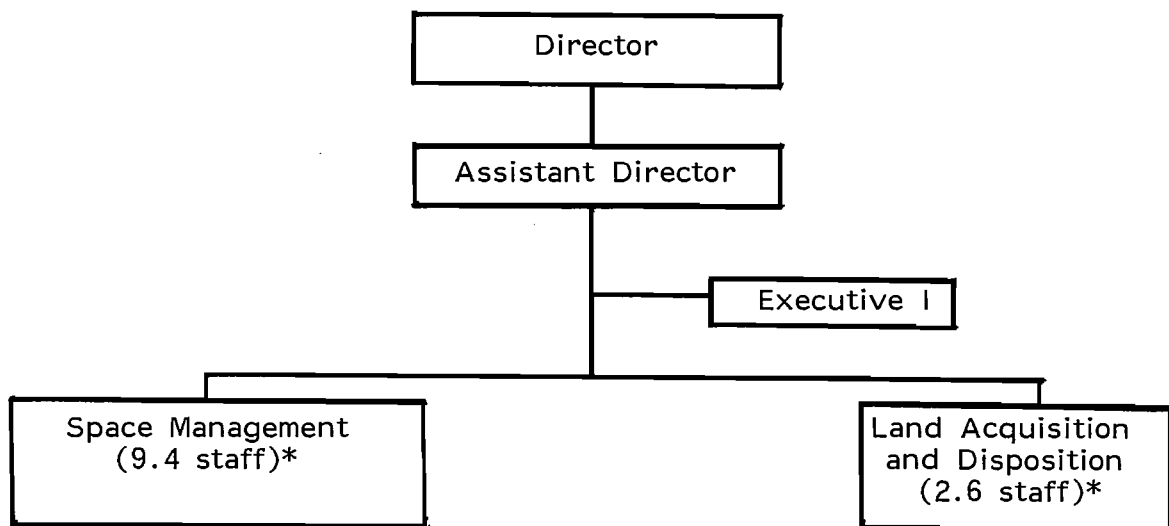 Director
Assistant Director
Executive I
Space Management
(9.4 staff)*
Land Acquisition
and Disposition
(2.6 staff)*